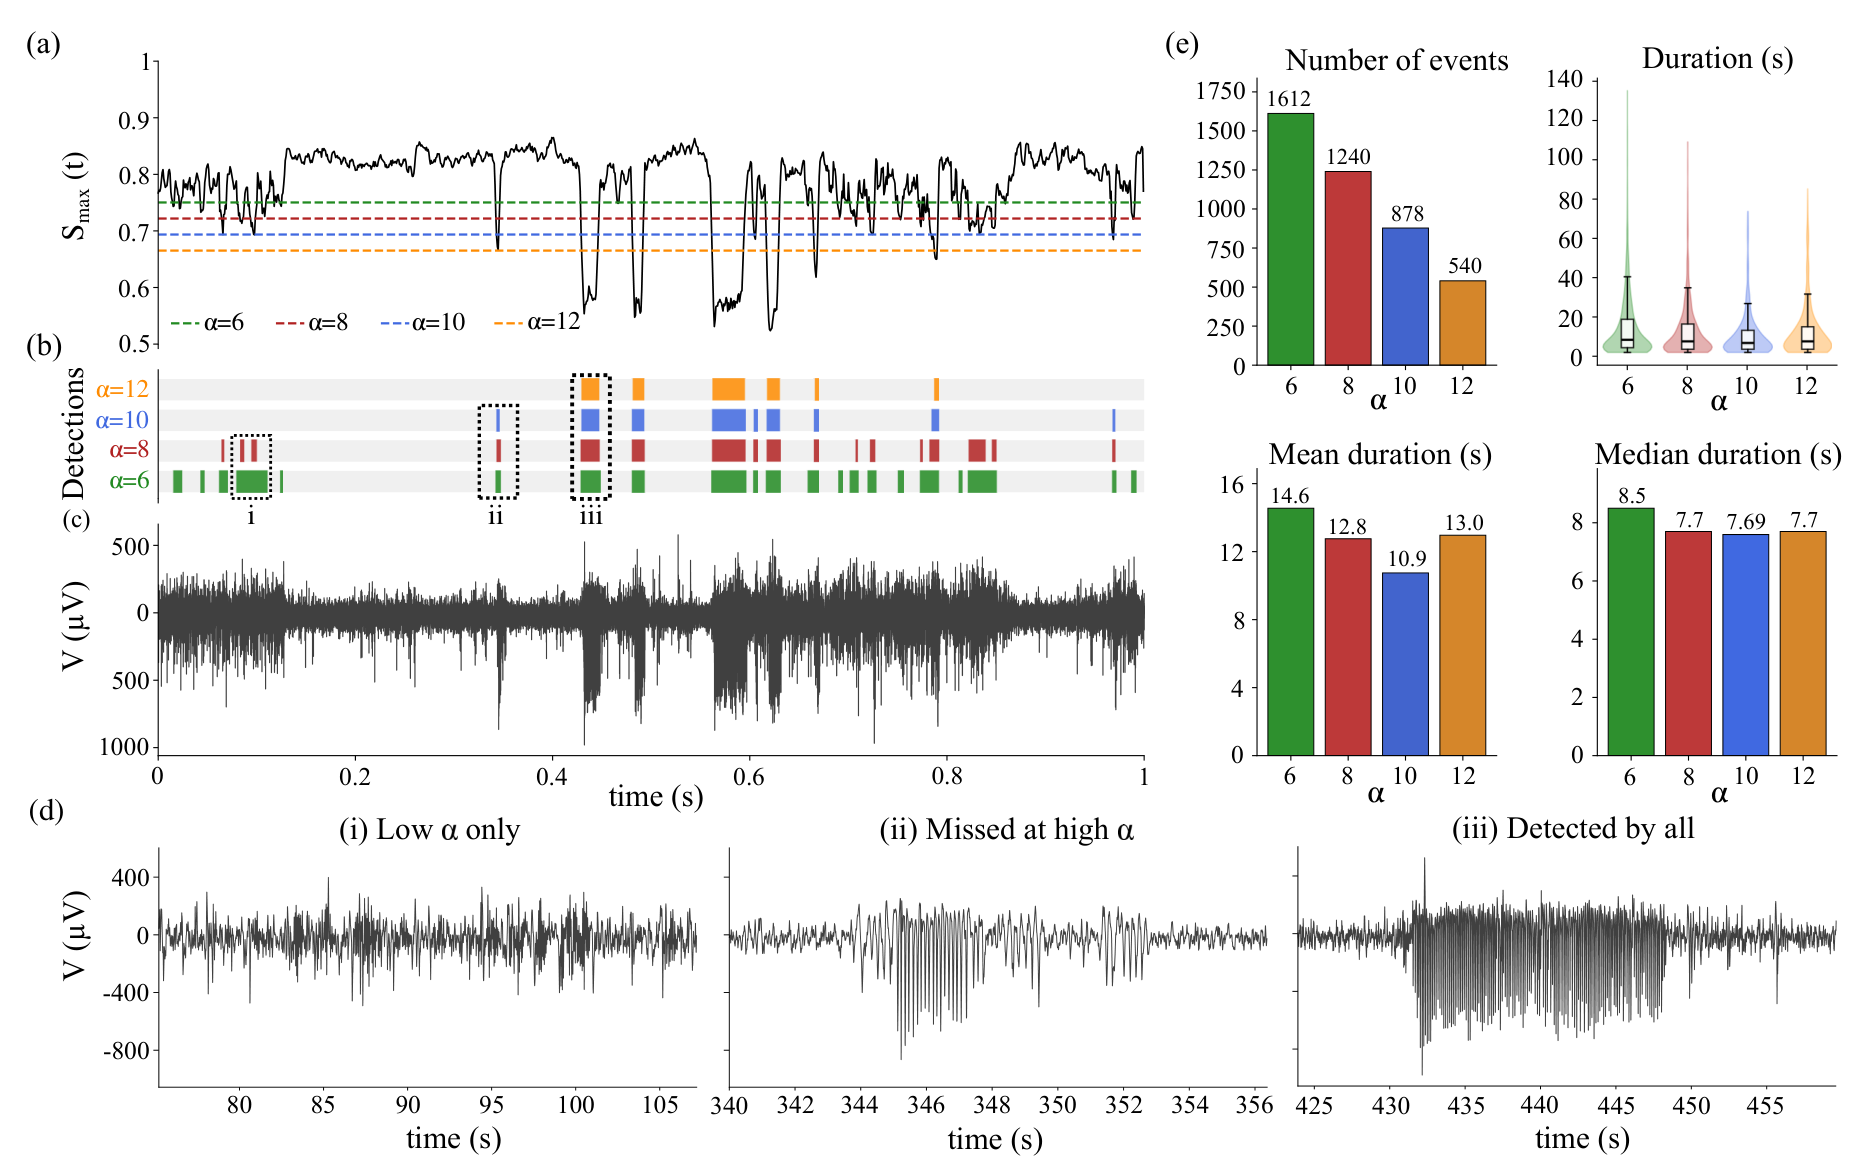 (a)
1
0.9
0.8
0.7
0.6
0.5
Smax (t)
α=6
α=8
α=10
α=12
(b)
Detections
α=12
α=10
α=8
α=6
i
ii
iii
(c)
500
0
500
1000
V (μV)
0
0.2
0.4
0.6
0.8
1
time (s)
(d)
(i) Low α only
400
0
-400
-800
V (μV)
80
85
90
95
100
105
time (s)
(ii) Missed at high α
340
342
344
346
348
350
352
354
356
time (s)
(iii) Detected by all
425
430
435
440
445
450
455
time (s)
(e)
Number of events
1750
1500
1250
1000
750
500
250
0
1612
1240
878
540
6
8
10
12
α
Duration (s)
140
120
100
80
60
40
20
0
6
8
10
12
α
Mean duration (s)
16
12
8
4
0
14.6
12.8
10.9
13.0
6
8
10
12
α
Median duration (s)
8
6
4
2
0
8.5
7.7
7.69
7.7
6
8
10
12
α